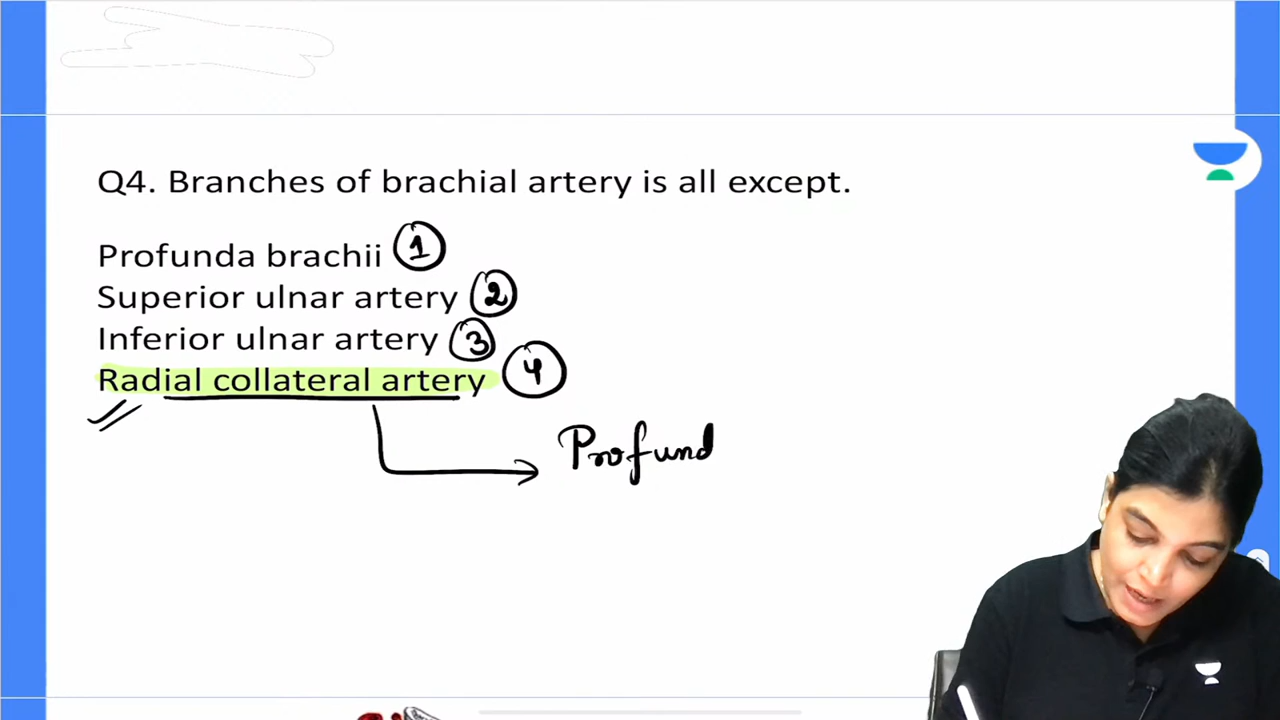 Q4. Branches of brachial artery is all except.
Profunda brachii 1
Superior ulnar artery 2
Inferior ulnar artery 3
Radial collateral artery 4
Profund